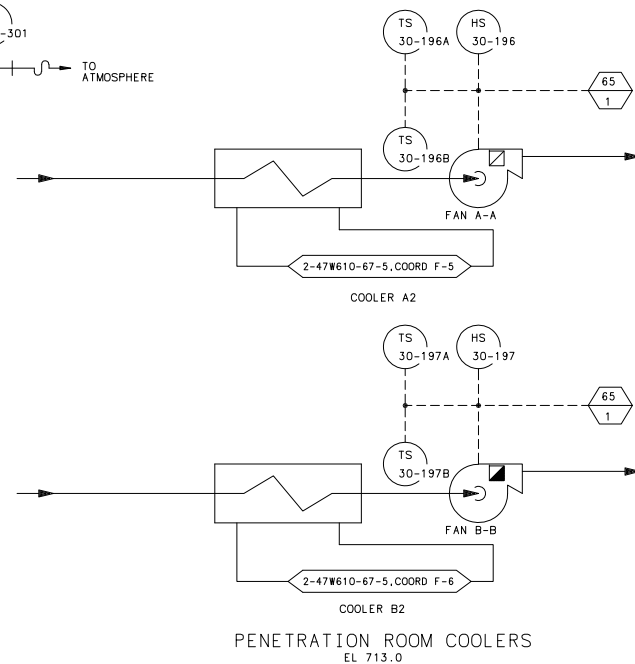 -301
TO
ATMOSPHERE
TS
30-196A
HS
30-196
65
1
TS
30-196B
FAN A-A
2-47W610-67-5,COORD F-5
COOLER A2
TS
30-197A
HS
30-197
65
1
TS
30-197B
FAN B-B
2-47W610-67-5,COORD F-6
COOLER B2
PENETRATION ROOM COOLERS
EL 713.0